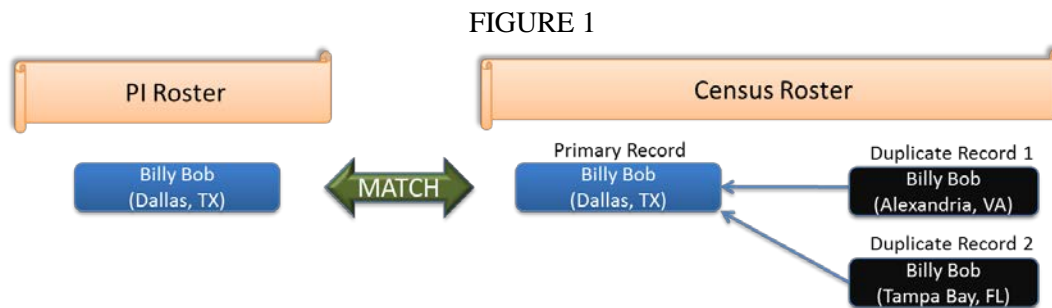 FIGURE 1
PI Roster
Census Roster
Primary Record
Duplicate Record 1
Billy Bob
(Dallas, TX)
MATCH
Billy Bob
(Dallas, TX)
Billy Bob
(Alexandria, VA)
Duplicate Record 2
Billy Bob
(Tampa Bay, FL)